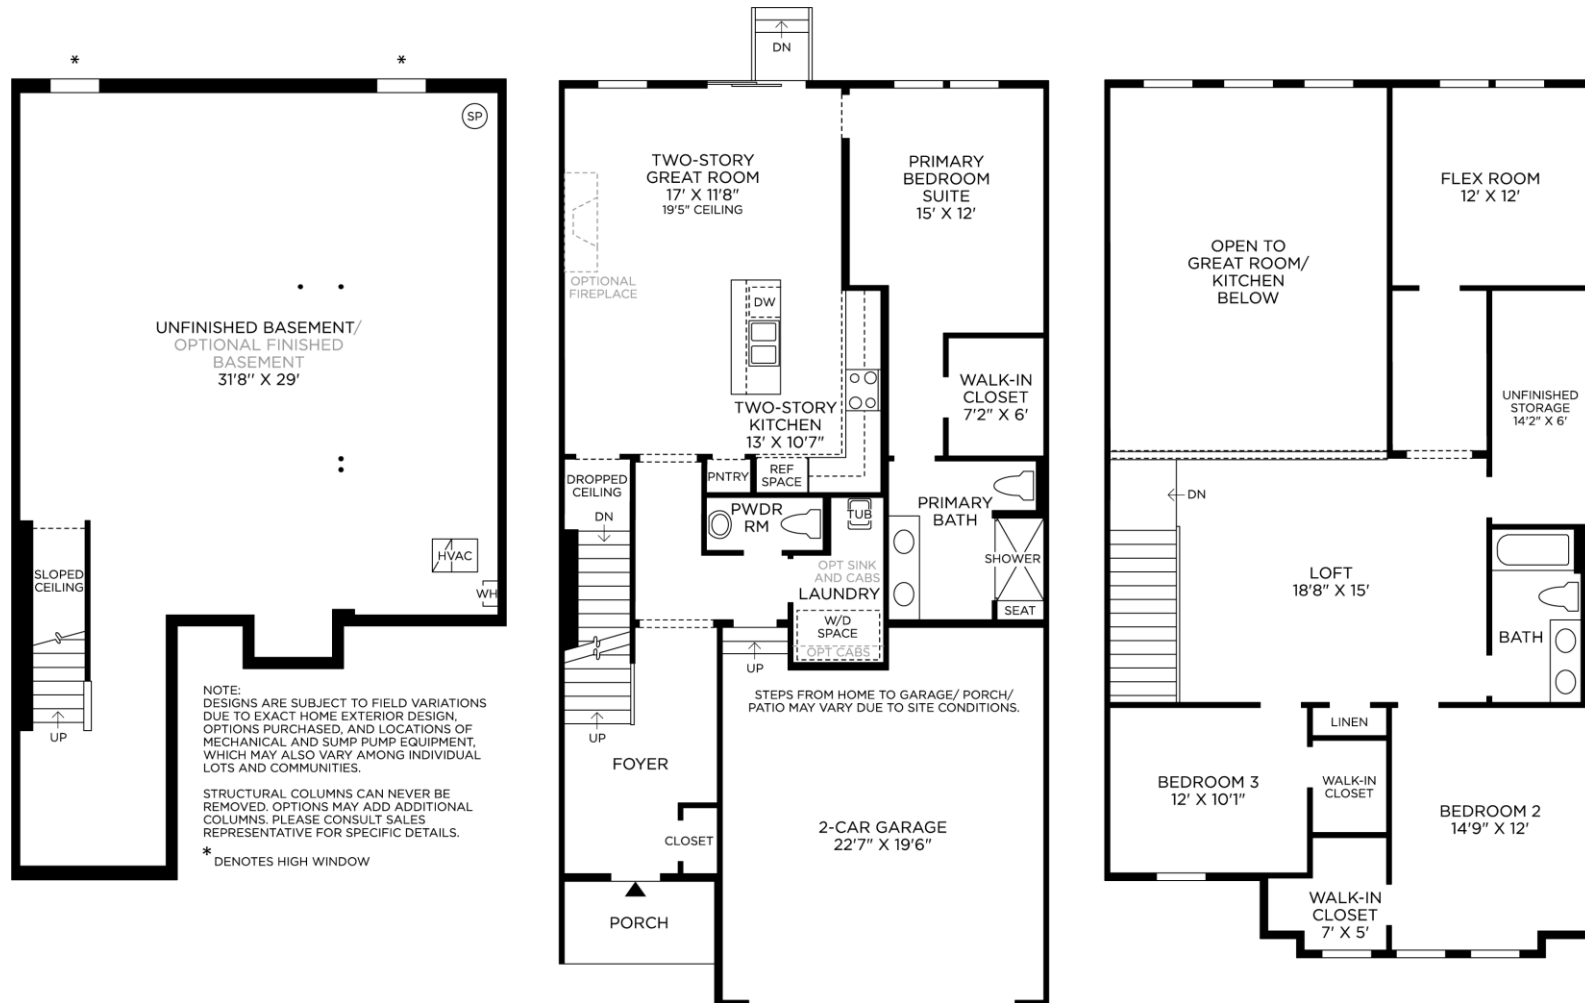 *
*
SP
UNFINISHED BASEMENT/
OPTIONAL FINISHED
BASEMENT
31'8" X 29'
HVAC
WH
SLOPED
CEILING
UP
NOTE:
DESIGNS ARE SUBJECT TO FIELD VARIATIONS
DUE TO EXACT HOME EXTERIOR DESIGN,
OPTIONS PURCHASED, AND LOCATIONS OF
MECHANICAL AND SUMP PUMP EQUIPMENT,
WHICH MAY ALSO VARY AMONG INDIVIDUAL
LOTS AND COMMUNITIES.
STRUCTURAL COLUMNS CAN NEVER BE
REMOVED. OPTIONS MAY ADD ADDITIONAL
COLUMNS. PLEASE CONSULT SALES
REPRESENTATIVE FOR SPECIFIC DETAILS.
* DENOTES HIGH WINDOW
DN
TWO-STORY
GREAT ROOM
17' X 11'8"
19'5" CEILING
PRIMARY
BEDROOM
SUITE
15' X 12'
OPTIONAL
FIREPLACE
DW
TWO-STORY
KITCHEN
13' X 10'7"
WALK-IN
CLOSET
7'2" X 6'
DROPPED
CEILING
DN
PNTRY
REF
SPACE
PWDR
RM
TUB
PRIMARY
BATH
OPT SINK
AND CABS
LAUNDRY
SHOWER
SEAT
W/D
SPACE
OPT CABS
UP
UP
STEPS FROM HOME TO GARAGE/ PORCH/
PATIO MAY VARY DUE TO SITE CONDITIONS.
FOYER
CLOSET
2-CAR GARAGE
22'7" X 19'6"
PORCH
FLEX ROOM
12' X 12'
OPEN TO
GREAT ROOM/
KITCHEN
BELOW
UNFINISHED
STORAGE
14'2" X 6'
DN
LOFT
18'8" X 15'
BATH
LINEN
BEDROOM 3
12' X 10'1"
WALK-IN
CLOSET
BEDROOM 2
14'9" X 12'
WALK-IN
CLOSET
7' X 5'